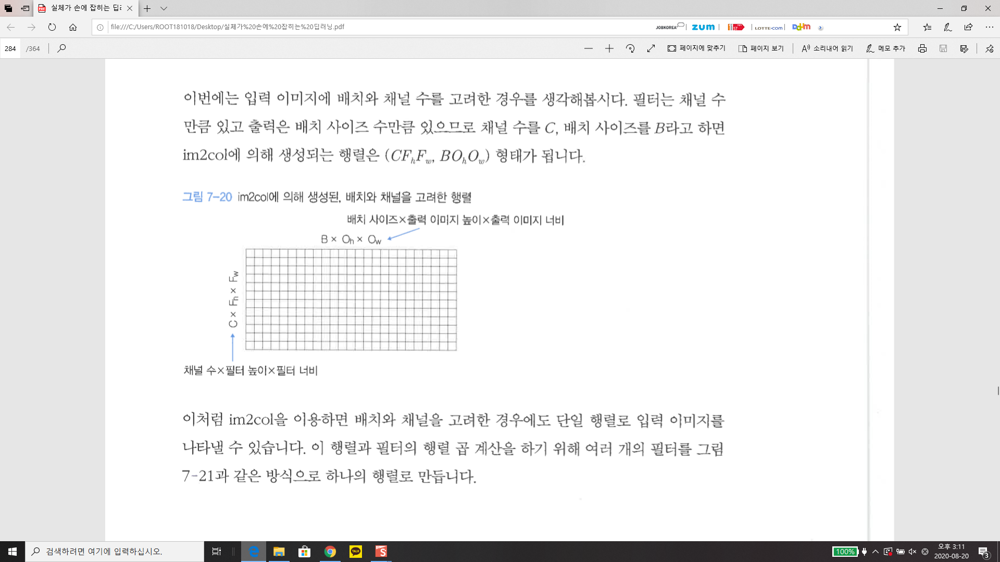 실체가 손에 잡히는 딥러
file:///C:/Users/ROOT181018/Desktop/실체가%20손에%20잡히는%20딥러닝.pdf
JOBKOREA
zum
11ST
LOTTE.COM
284 /364
페이지에 맞추기
페이지 보기
소리내어 읽기
메모 추가
이번에는 입력 이미지에 배치와 채널 수를 고려한 경우를 생각해봅시다. 필터는 채널 수
만큼 있고 출력은 배치 사이즈 수만큼 있으므로 채널 수를 C, 배치 사이즈를 B라고 하면
im2col에 의해 생성되는 행렬은 (CFhFw, BOhOw) 형태가 됩니다.
그림 7-20 im2col에 의해 생성된, 배치와 채널을 고려한 행렬
배치 사이즈×출력 이미지 높이×출력 이미지 너비
B × Oh × Ow
C × Fh × Fw
채널 수×필터 높이×필터 너비
이처럼 im2col을 이용하면 배치와 채널을 고려한 경우에도 단일 행렬로 입력 이미지를
나타낼 수 있습니다. 이 행렬과 필터의 행렬 곱 계산을 하기 위해 여러 개의 필터를 그림
7-21과 같은 방식으로 하나의 행렬로 만듭니다.
검색하려면 여기에 입력하십시오.
TALK
100%
오후 3:11
2020-08-20
3